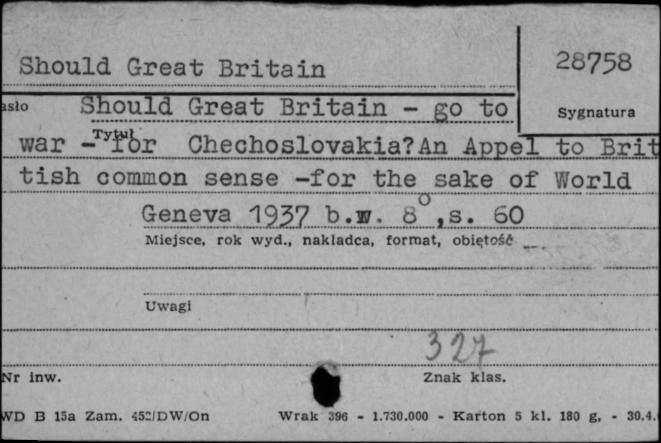 Should Great Britain
28758
asło Should Great Britain - go to
Sygnatura
Tytuł
war - for Chechoslovakia? An Appel to Brit
tish common sense -for the sake of World
Geneva 1937 b.w. 8⁰, s. 60
Miejsce, rok wyd., nakładca, format, obiętość
Uwagi
327
Nr inw. Znak klas.
WD B 15a Zam. 452/DW/On Wrak 396 - 1.730.000 - Karton 5 kl. 180 g. - 30.4.